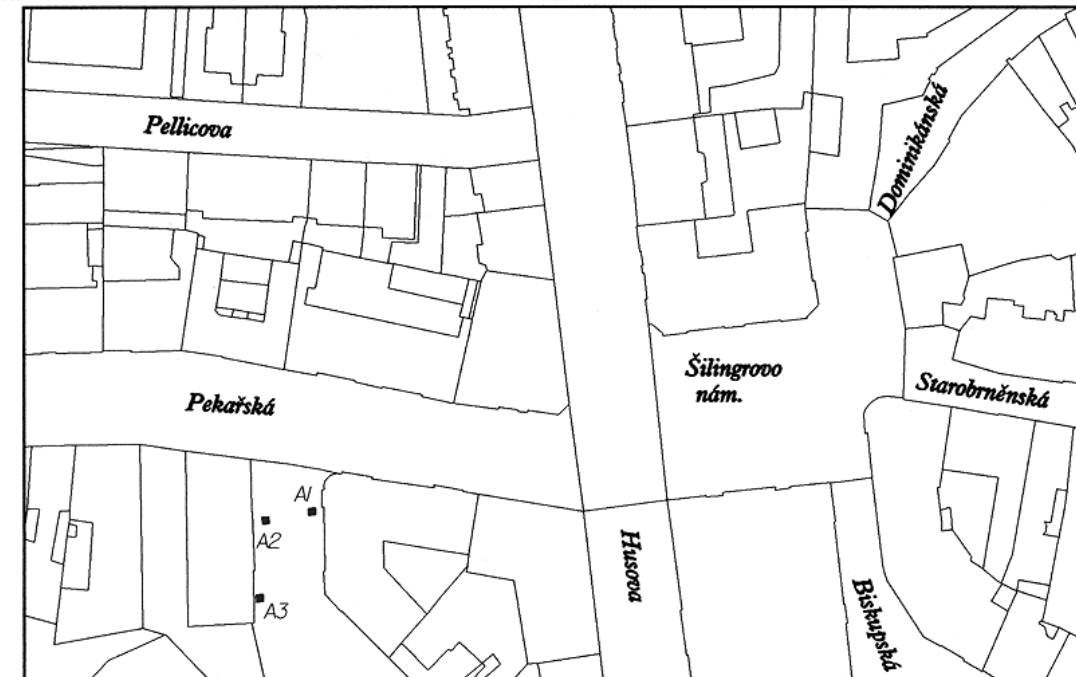 Pellicova
Dominikánská
Šilingrovo
nám.
Starobrněnská
Pekařská
A1
A2
A3
Husova
Biskupská